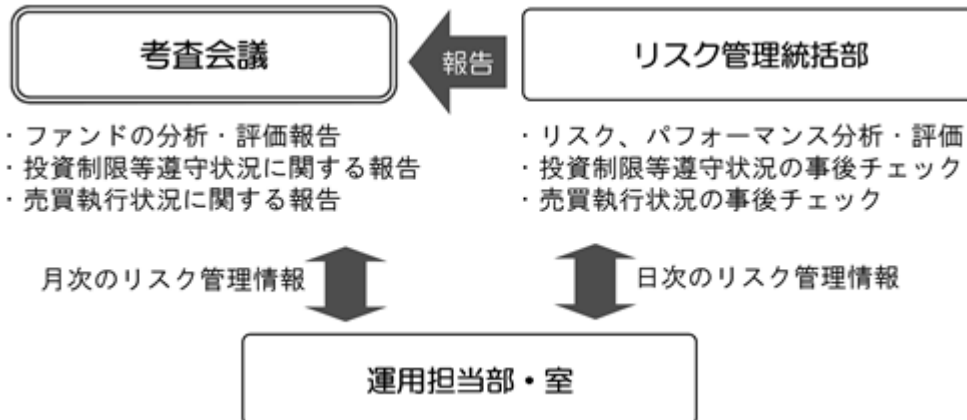 考査会議
報告
リスク管理統括部
・ファンドの分析・評価報告
・投資制限等遵守状況に関する報告
・売買執行状況に関する報告
・リスク、パフォーマンス分析・評価
・投資制限等遵守状況の事後チェック
・売買執行状況の事後チェック
月次のリスク管理情報
日次のリスク管理情報
運用担当部・室